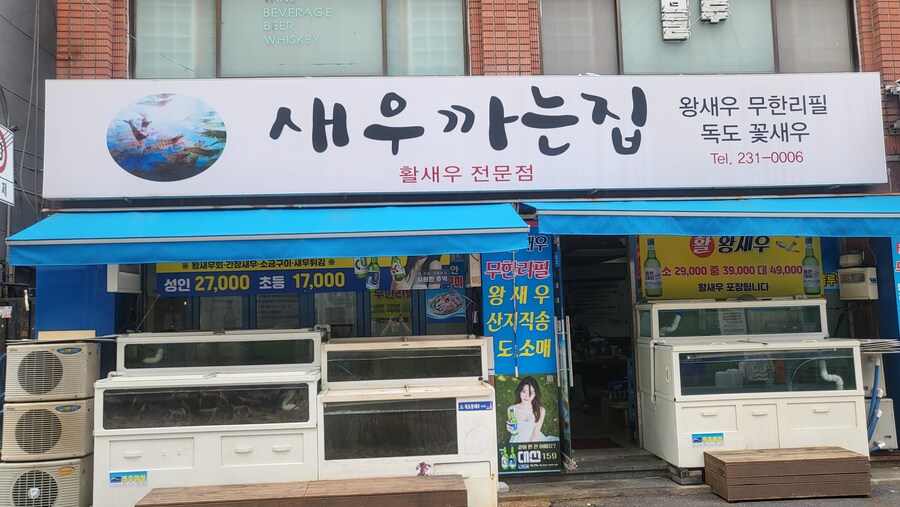 BEVERAGE
BEER
WHISKEY
새우까는집
활새우 전문점
왕새우 무한리필
독도 꽃새우
Tel. 231-0006
※ 왕새우회·간장새우·소금구이·새우튀김 ※
성인 27,000 초등 17,000
무한리필
왕새우
산지직송
도·소매
대선 159
활 왕새우
소 29,000 중 39,000 대 49,000
왕새우 포장됩니다